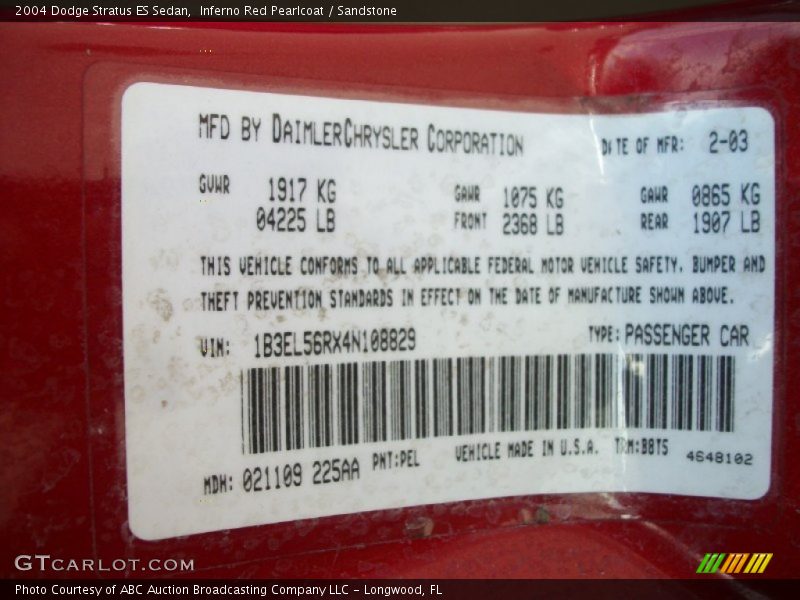 2004 Dodge Stratus ES Sedan,  Inferno Red Pearlcoat / Sandstone
MFD BY DAIMLERCHRYSLER CORPORATION DATE OF MFR: 2-03
GVWR 1917 KG GAWR 1075 KG GAWR 0865 KG
04225 LB FRONT 2368 LB REAR 1907 LB
THIS VEHICLE CONFORMS TO ALL APPLICABLE FEDERAL MOTOR VEHICLE SAFETY, BUMPER AND
THEFT PREVENTION STANDARDS IN EFFECT ON THE DATE OF MANUFACTURE SHOWN ABOVE.
VIN: 1B3EL56RX4N108829 TYPE: PASSENGER CAR
MDH: 021109 225AA PNT:PEL VEHICLE MADE IN U.S.A. TRM:B8T5 4648102
GTCARLOT.COM
Photo Courtesy of ABC Auction Broadcasting Company LLC - Longwood, FL